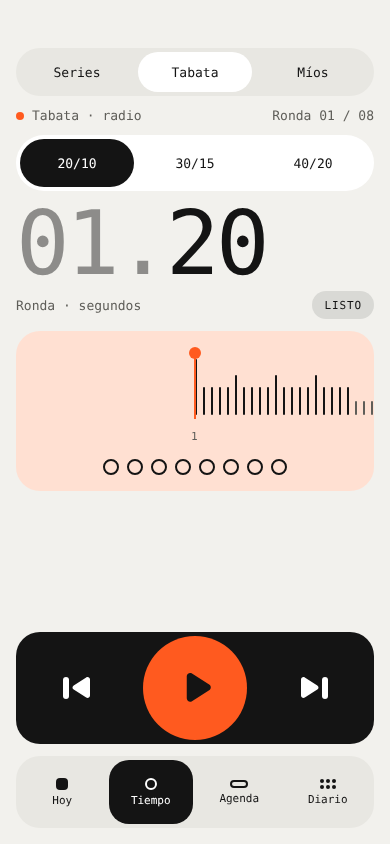 Series Tabata Míos
Tabata · radio Ronda 01 / 08
20/10 30/15 40/20
01.20
Ronda · segundos LISTO
1
Hoy Tiempo Agenda Diario